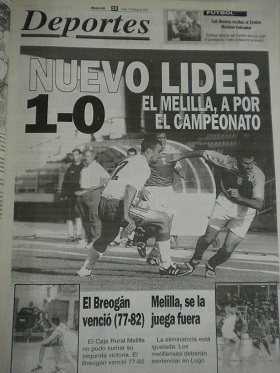 Deportes
FÚTBOL
NUEVO LIDER
1-0
EL MELILLA, A POR
EL CAMPEONATO
El Breogán
venció (77-82)
El Caja Rural Melilla
no pudo sumar su
segunda victoria. El
Breogán venció 77-82
Melilla, se la
juega fuera
La eliminatoria está
igualada. Los
melillenses deberán
sentenciar en Lugo